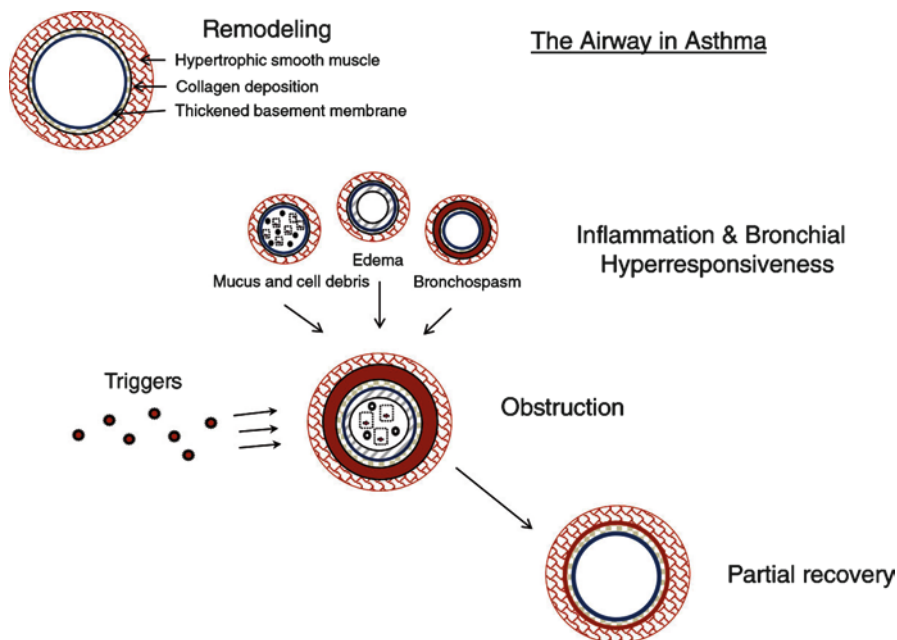 Remodeling
The Airway in Asthma
Hypertrophic smooth muscle
Collagen deposition
Thickened basement membrane
Edema
Mucus and cell debris
Bronchospasm
Inflammation & Bronchial
Hyperresponsiveness
Triggers
Obstruction
Partial recovery